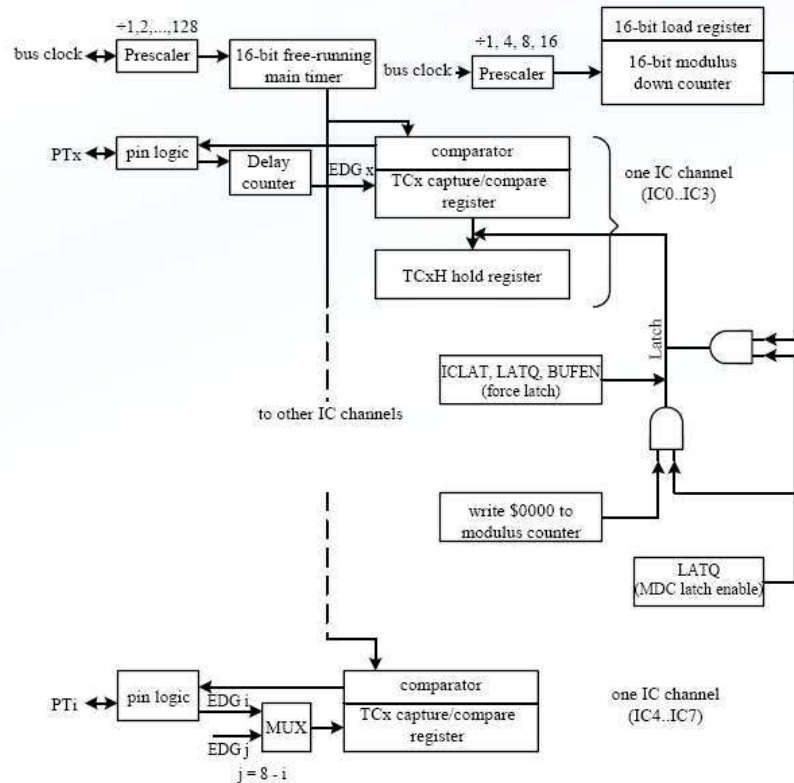 ÷1,2,...,128
bus clock
Prescaler
16-bit free-running
main timer
÷1, 4, 8, 16
bus clock
Prescaler
16-bit load register
16-bit modulus
down counter
PTx
pin logic
Delay
counter
EDG x
comparator
TCx capture/compare
register
TCxH hold register
one IC channel
(IC0..IC3)
Latch
ICLAT, LATQ, BUFEN
(force latch)
to other IC channels
write $0000 to
modulus counter
LATQ
(MDC latch enable)
PTi
pin logic
EDG i
EDG j
MUX
j = 8 - i
comparator
TCx capture/compare
register
one IC channel
(IC4..IC7)